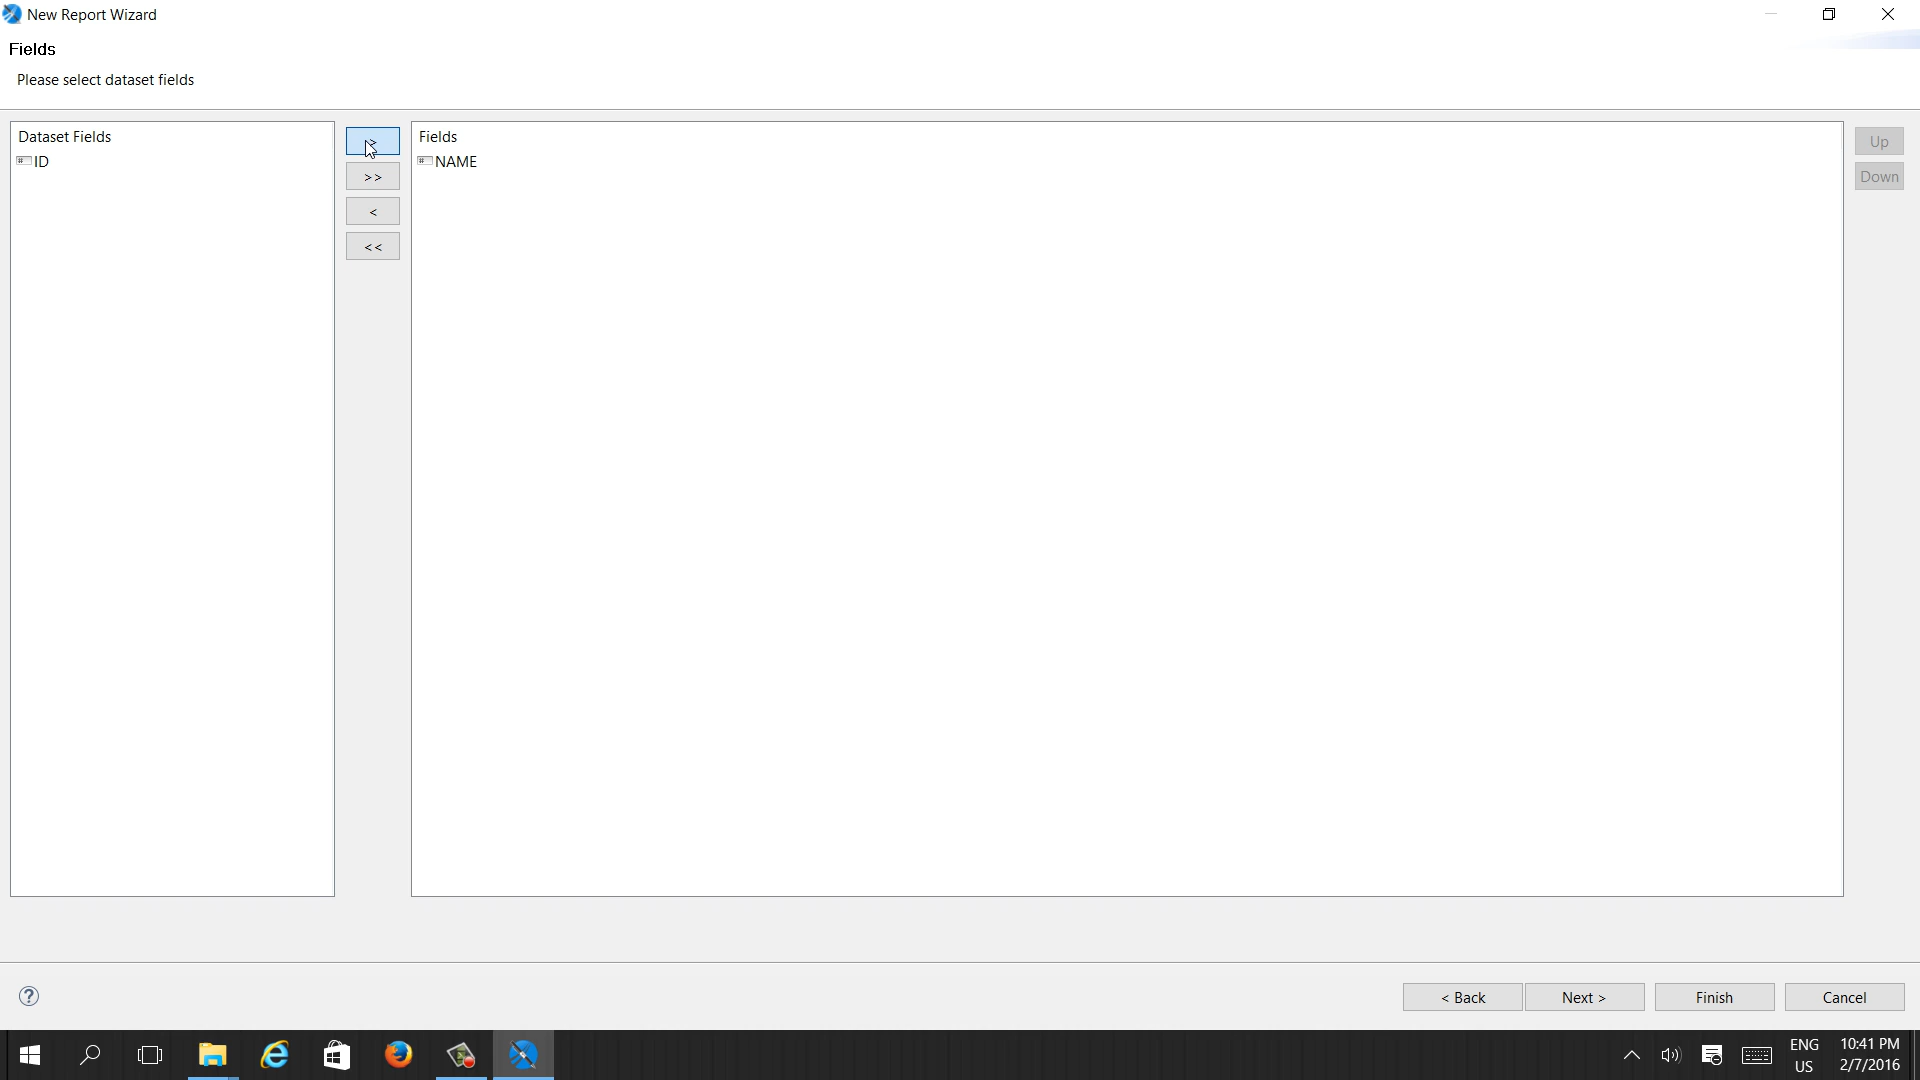 New Report Wizard
Fields
Please select dataset fields
Dataset Fields
ID
>
>>
<
<<
Fields
NAME
Up
Down
?
< Back
Next >
Finish
Cancel
ENG
US
10:41 PM
2/7/2016